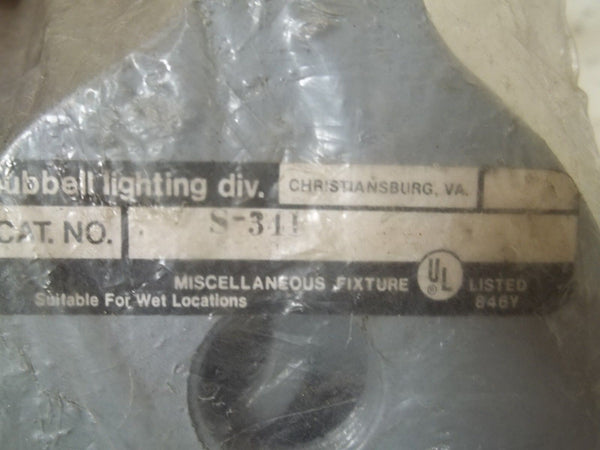 ubbell lighting div. CHRISTIANSBURG, VA.
CAT. NO. S-341
MISCELLANEOUS FIXTURE UL LISTED
Suitable For Wet Locations 846Y